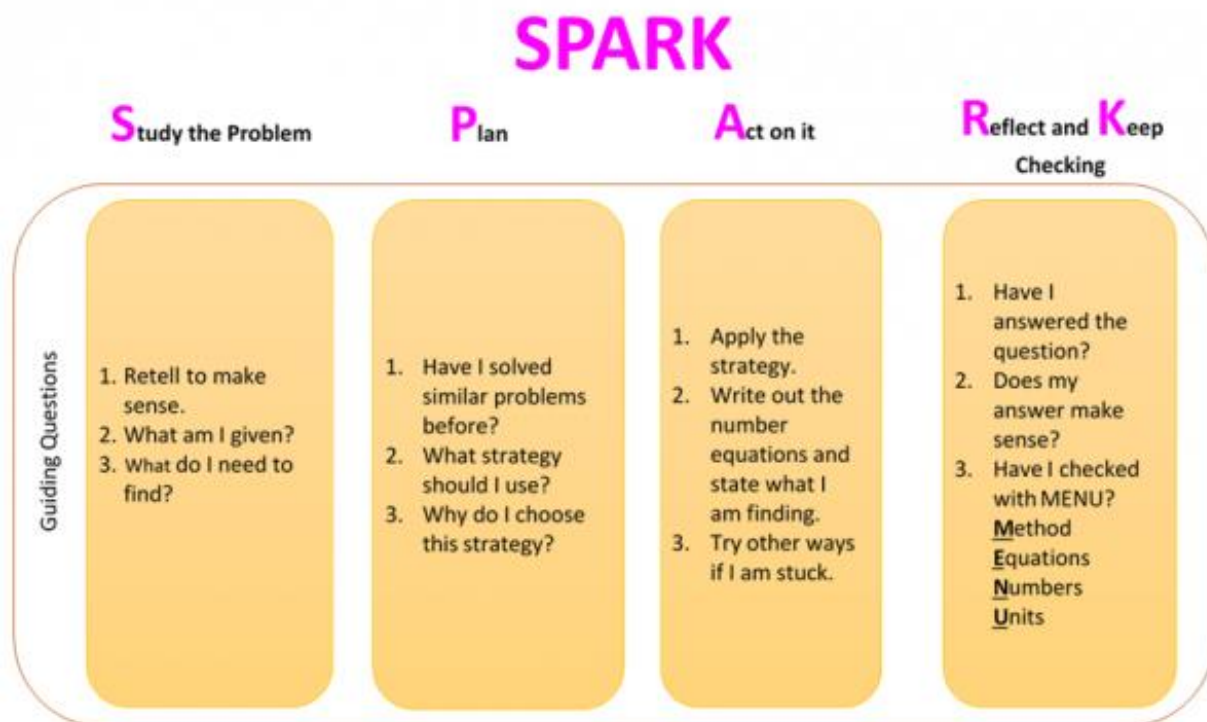 SPARK
Study the Problem
Plan
Act on it
Reflect and Keep
Checking
Guiding Questions
1. Retell to make
sense.
2. What am I given?
3. What do I need to
find?
1. Have I solved
similar problems
before?
2. What strategy
should I use?
3. Why do I choose
this strategy?
1. Apply the
strategy.
2. Write out the
number
equations and
state what I
am finding.
3. Try other ways
if I am stuck.
1. Have I
answered the
question?
2. Does my
answer make
sense?
3. Have I checked
with MENU?
Method
Equations
Numbers
Units